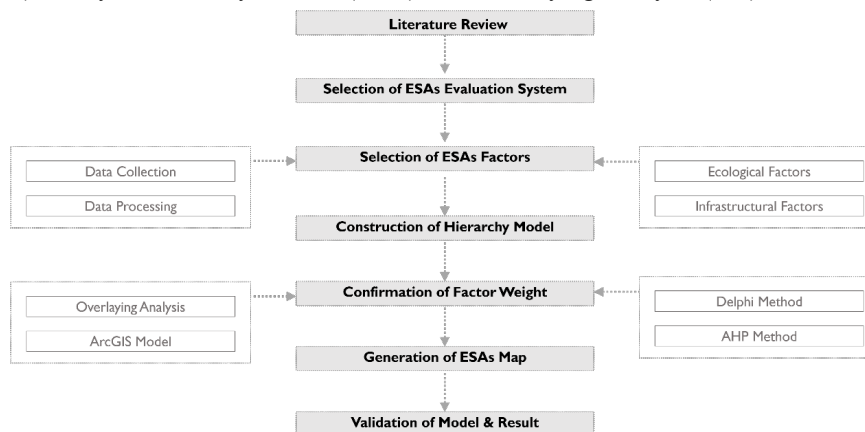 Literature Review
Selection of ESAs Evaluation System
Selection of ESAs Factors
Data Collection
Data Processing
Ecological Factors
Infrastructural Factors
Construction of Hierarchy Model
Confirmation of Factor Weight
Overlaying Analysis
ArcGIS Model
Delphi Method
AHP Method
Generation of ESAs Map
Validation of Model & Result